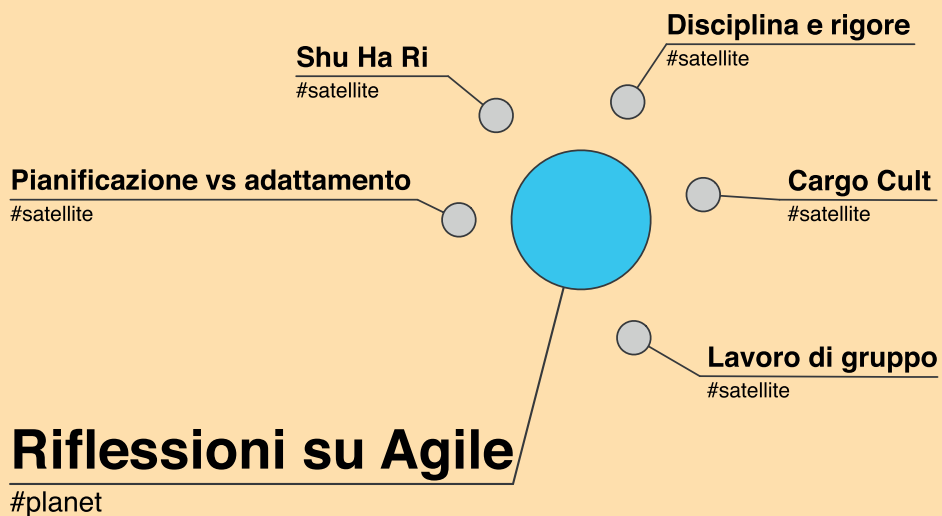 Disciplina e rigore
#satellite
Shu Ha Ri
#satellite
Pianificazione vs adattamento
#satellite
Cargo Cult
#satellite
Lavoro di gruppo
#satellite
Riflessioni su Agile
#planet